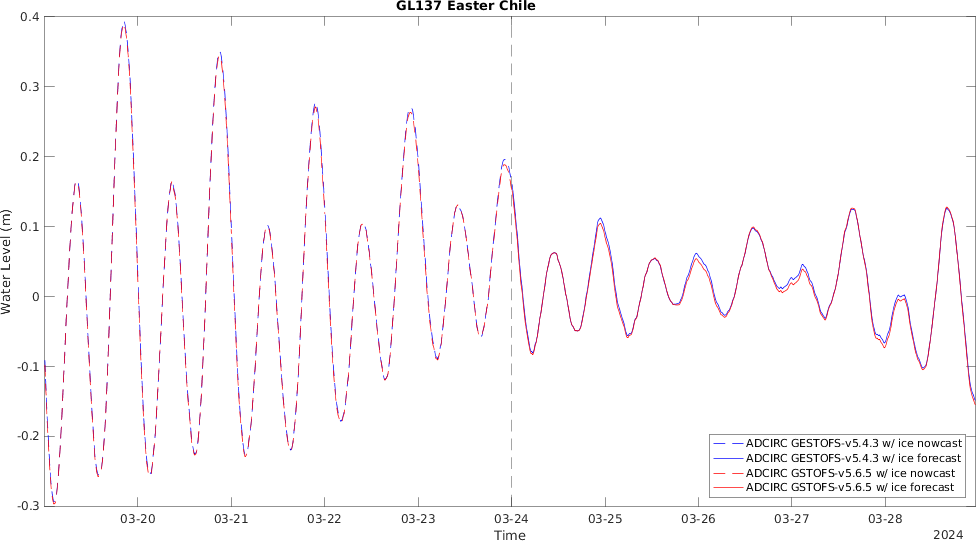 GL137 Easter Chile
0.4
0.3
0.2
0.1
0
-0.1
-0.2
-0.3
Water Level (m)
03-20 03-21 03-22 03-23 03-24 03-25 03-26 03-27 03-28
Time
2024
ADCIRC GESTOFS-v5.4.3 w/ ice nowcast
ADCIRC GESTOFS-v5.4.3 w/ ice forecast
ADCIRC GSTOFS-v5.6.5 w/ ice nowcast
ADCIRC GSTOFS-v5.6.5 w/ ice forecast